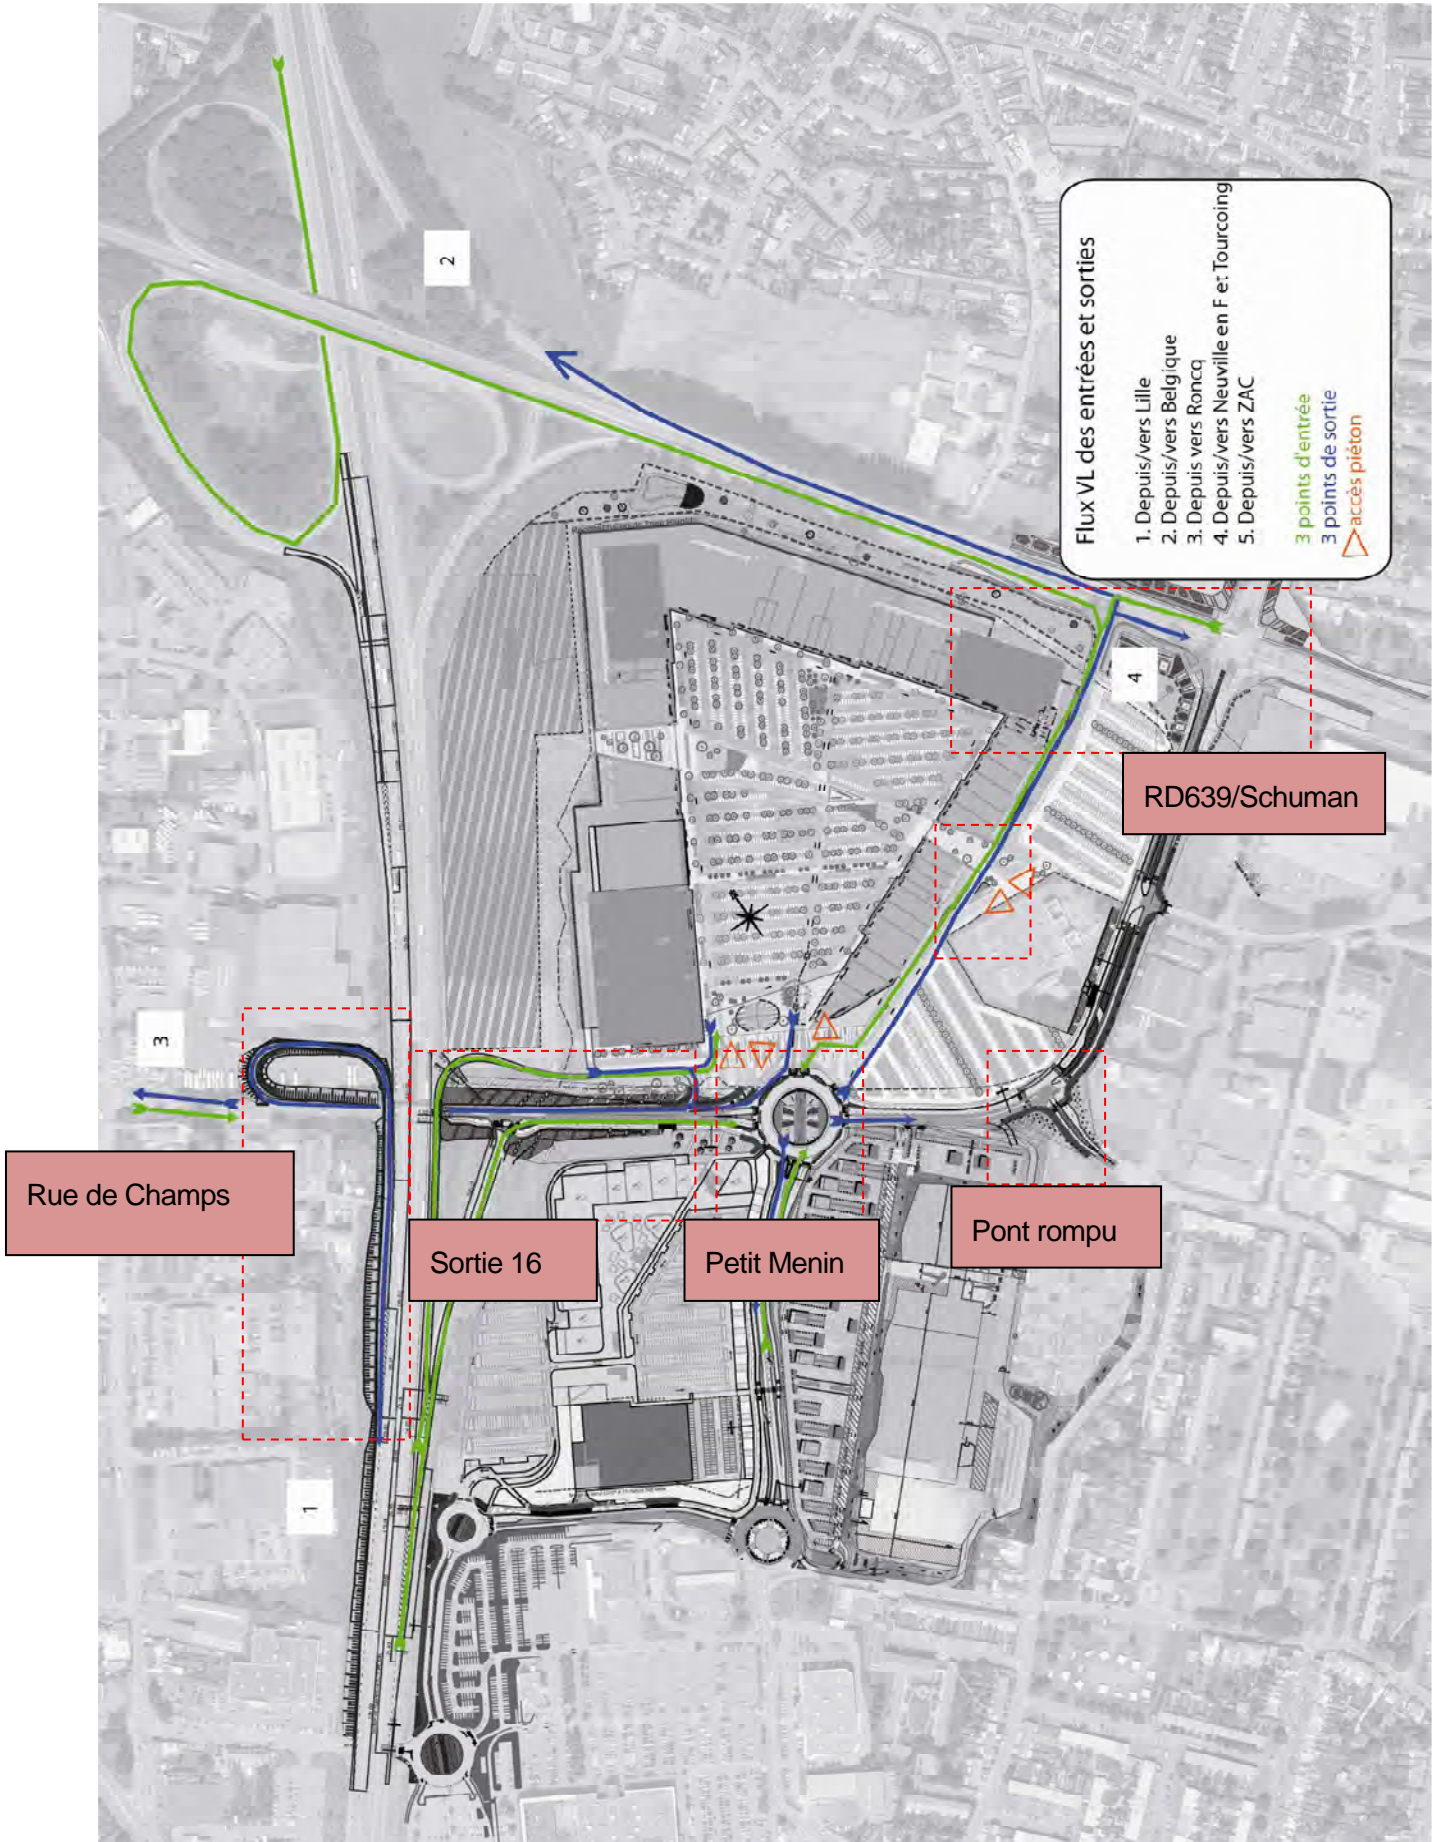 2
Flux VL des entrées et sorties
1. Depuis/vers Lille
2. Depuis/vers Belgique
3. Depuis vers Roncq
4. Depuis/vers Neuville en F et Tourcoing
5. Depuis/vers ZAC
3 points d'entrée
3 points de sortie
accès piéton
4
RD639/Schuman
3
Rue de Champs
Sortie 16
Petit Menin
Pont rompu
1